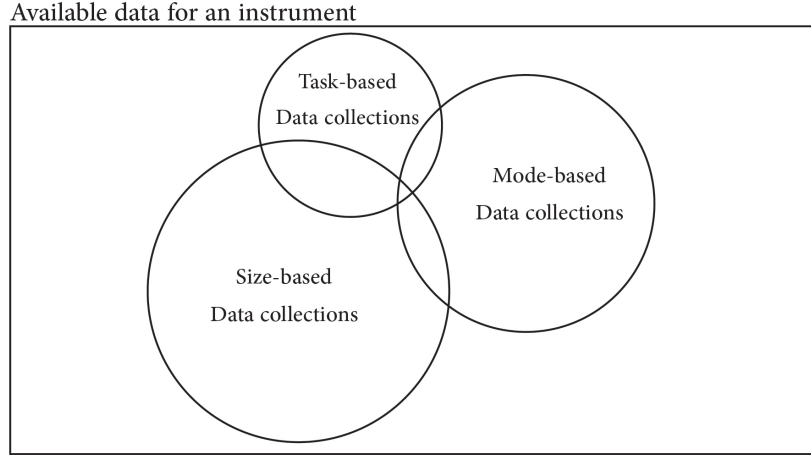 Available data for an instrument
Task-based
Data collections
Mode-based
Data collections
Size-based
Data collections